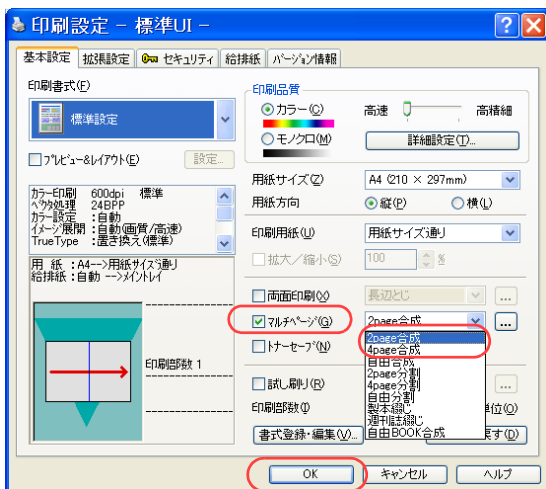 印刷設定 - 標準UI -
基本設定 拡張設定 セキュリティ 給排紙 バージョン情報
印刷書式(F)
標準設定
プレビュー&レイアウト(E) 設定...
カラー印刷 600dpi 標準
ベクタ処理 24BPP
カラー設定 :自動
イメージ展開 :自動(画質/高速)
TrueType :置き換え(標準)
用 紙 :A4-->用紙サイズ通り
給排紙 :自動 -->メイントレイ
印刷部数 1
印刷品質
カラー(C) 高速 高精細
モノクロ(M) 詳細設定(T)...
用紙サイズ(Z) A4 (210 × 297mm)
用紙方向 縦(P) 横(L)
印刷用紙(U) 用紙サイズ通り
拡大/縮小(S) 100 %
両面印刷(X) 長辺とじ ...
マルチページ(G) 2page合成 ...
トナーセーブ(N)
2page合成
4page合成
自由合成
2page分割
4page分割
自由分割
製本綴じ
週刊誌綴じ
自由BOOK合成
試し刷り(R) ...
印刷部数(I) 単位(O)
書式登録・編集(V)... 戻す(D)
OK キャンセル ヘルプ